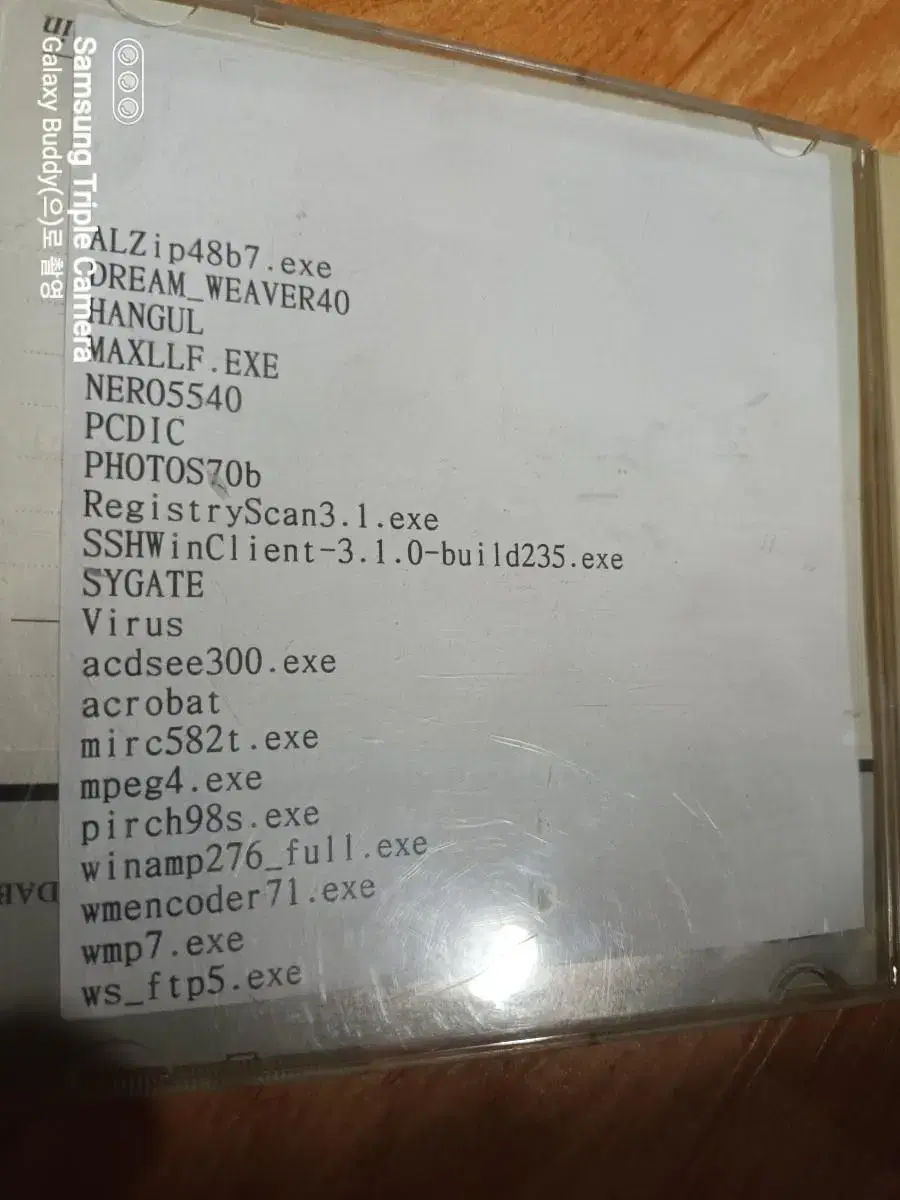 Samsung Triple Camera
Galaxy Buddy(으)로 촬영
ALZip48b7.exe
DREAM_WEAVER40
HANGUL
MAXLLF.EXE
NERO5540
PCDIC
PHOTOS70b
RegistryScan3.1.exe
SSHWinClient-3.1.0-build235.exe
SYGATE
Virus
acdsee300.exe
acrobat
mirc582t.exe
mpeg4.exe
pirch98s.exe
winamp276_full.exe
wmencoder71.exe
wmp7.exe
ws_ftp5.exe